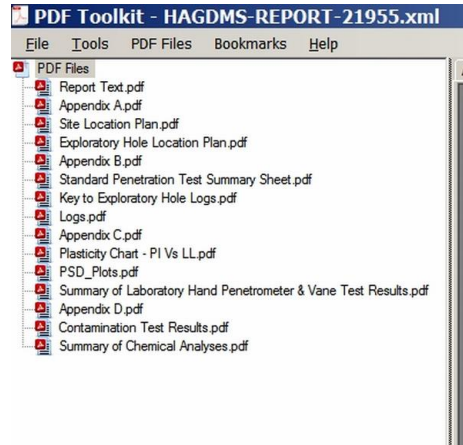 PDF Toolkit - HAGDMS-REPORT-21955.xml
File Tools PDF Files Bookmarks Help
PDF Files
Report Text.pdf
Appendix A.pdf
Site Location Plan.pdf
Exploratory Hole Location Plan.pdf
Appendix B.pdf
Standard Penetration Test Summary Sheet.pdf
Key to Exploratory Hole Logs.pdf
Logs.pdf
Appendix C.pdf
Plasticity Chart - PI Vs LL.pdf
PSD_Plots.pdf
Summary of Laboratory Hand Penetrometer & Vane Test Results.pdf
Appendix D.pdf
Contamination Test Results.pdf
Summary of Chemical Analyses.pdf